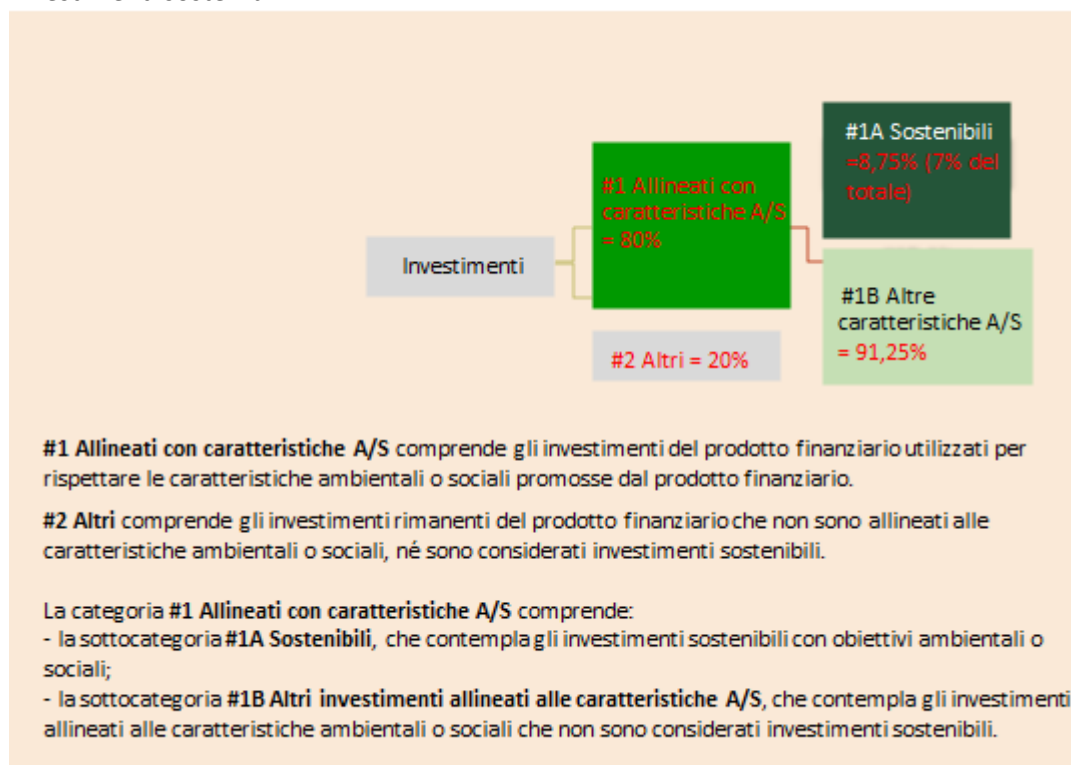 #1A Sostenibili
=8,75% (7% del
totale)
#1 Allineati con
caratteristiche A/S
= 80%
Investimenti
#1B Altre
caratteristiche A/S
= 91,25%
#2 Altri = 20%
#1 Allineati con caratteristiche A/S comprende gli investimenti del prodotto finanziario utilizzati per
rispettare le caratteristiche ambientali o sociali promosse dal prodotto finanziario.
#2 Altri comprende gli investimenti rimanenti del prodotto finanziario che non sono allineati alle
caratteristiche ambientali o sociali, né sono considerati investimenti sostenibili.
La categoria #1 Allineati con caratteristiche A/S comprende:
- la sottocategoria #1A Sostenibili, che contempla gli investimenti sostenibili con obiettivi ambientali o
sociali;
- la sottocategoria #1B Altri investimenti allineati alle caratteristiche A/S, che contempla gli investimenti
allineati alle caratteristiche ambientali o sociali che non sono considerati investimenti sostenibili.